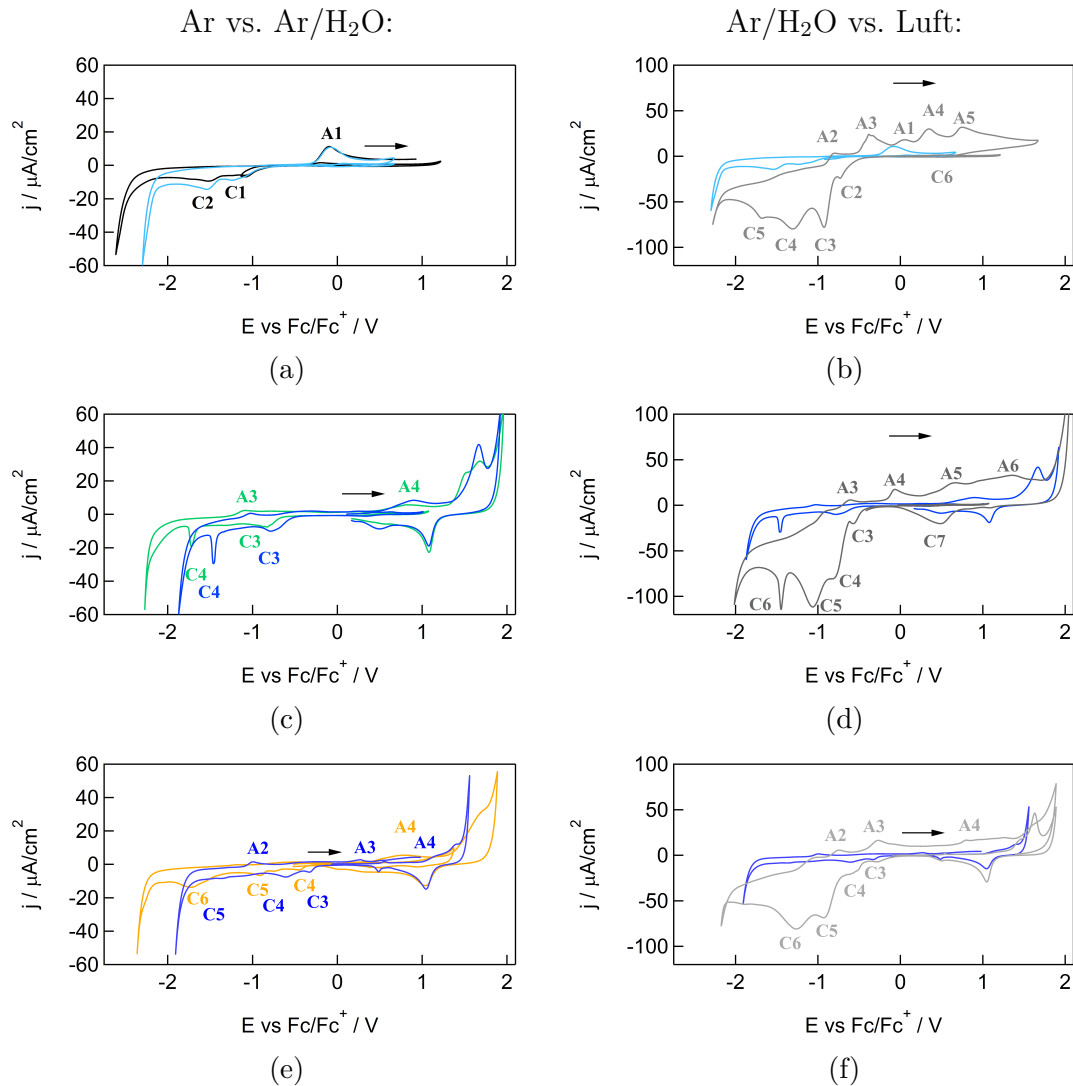 Ar vs. Ar/H₂O: Ar/H₂O vs. Luft:
60
40
20
0
-20
-40
-60
j / µA/cm²
A1
C2
C1
-2 -1 0 1 2
E vs Fc/Fc⁺ / V
(a)
100
50
0
-50
-100
j / µA/cm²
A2
A3
A1
A4
A5
C2
C6
C5
C4
C3
-2 -1 0 1 2
E vs Fc/Fc⁺ / V
(b)
60
40
20
0
-20
-40
-60
j / µA/cm²
A3
A4
C3
C3
C4
C4
-2 -1 0 1 2
E vs Fc/Fc⁺ / V
(c)
100
50
0
-50
-100
j / µA/cm²
A3
A4
A5
A6
C3
C7
C4
C6
C5
-2 -1 0 1 2
E vs Fc/Fc⁺ / V
(d)
60
40
20
0
-20
-40
-60
j / µA/cm²
A4
A2
A3
A4
C6
C5
C4
C5
C4
C3
-2 -1 0 1 2
E vs Fc/Fc⁺ / V
(e)
100
50
0
-50
-100
j / µA/cm²
A2
A3
A4
C3
C4
C6
C5
-2 -1 0 1 2
E vs Fc/Fc⁺ / V
(f)